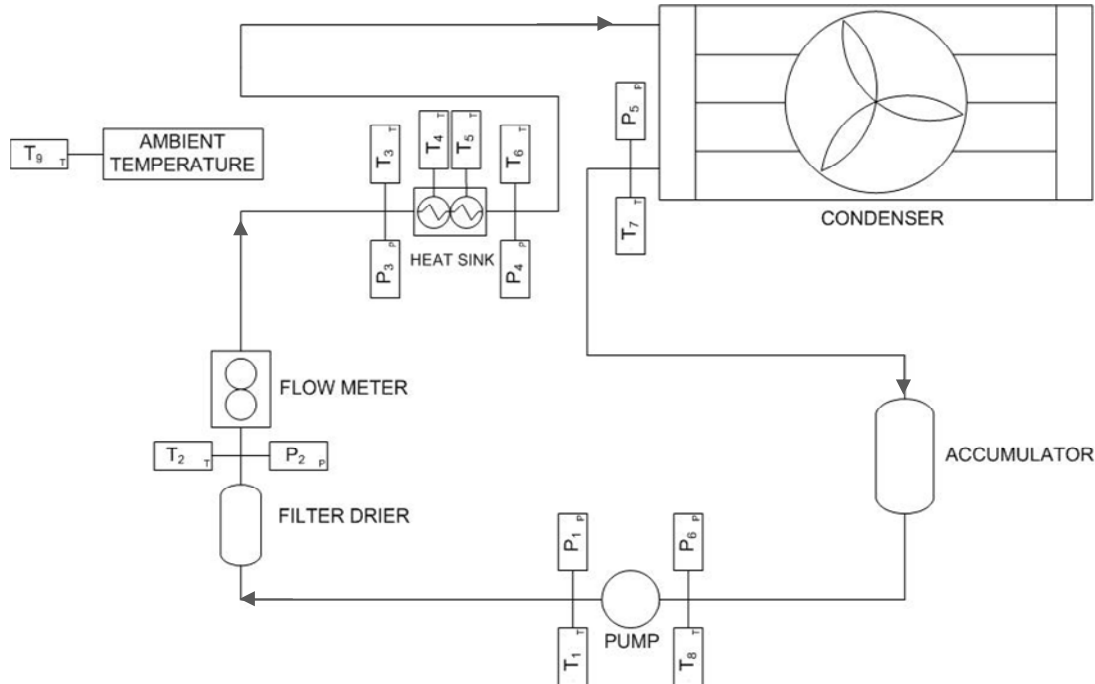 P₅ P
T₉ T
AMBIENT
TEMPERATURE
T₃ T
T₄ T
T₅ T
T₆ T
T₇ T
CONDENSER
P₃ P
HEAT SINK
P₄ P
FLOW METER
T₂ T
P₂ P
ACCUMULATOR
FILTER DRIER
P₁ P
P₆ P
PUMP
T₁ T
T₈ T